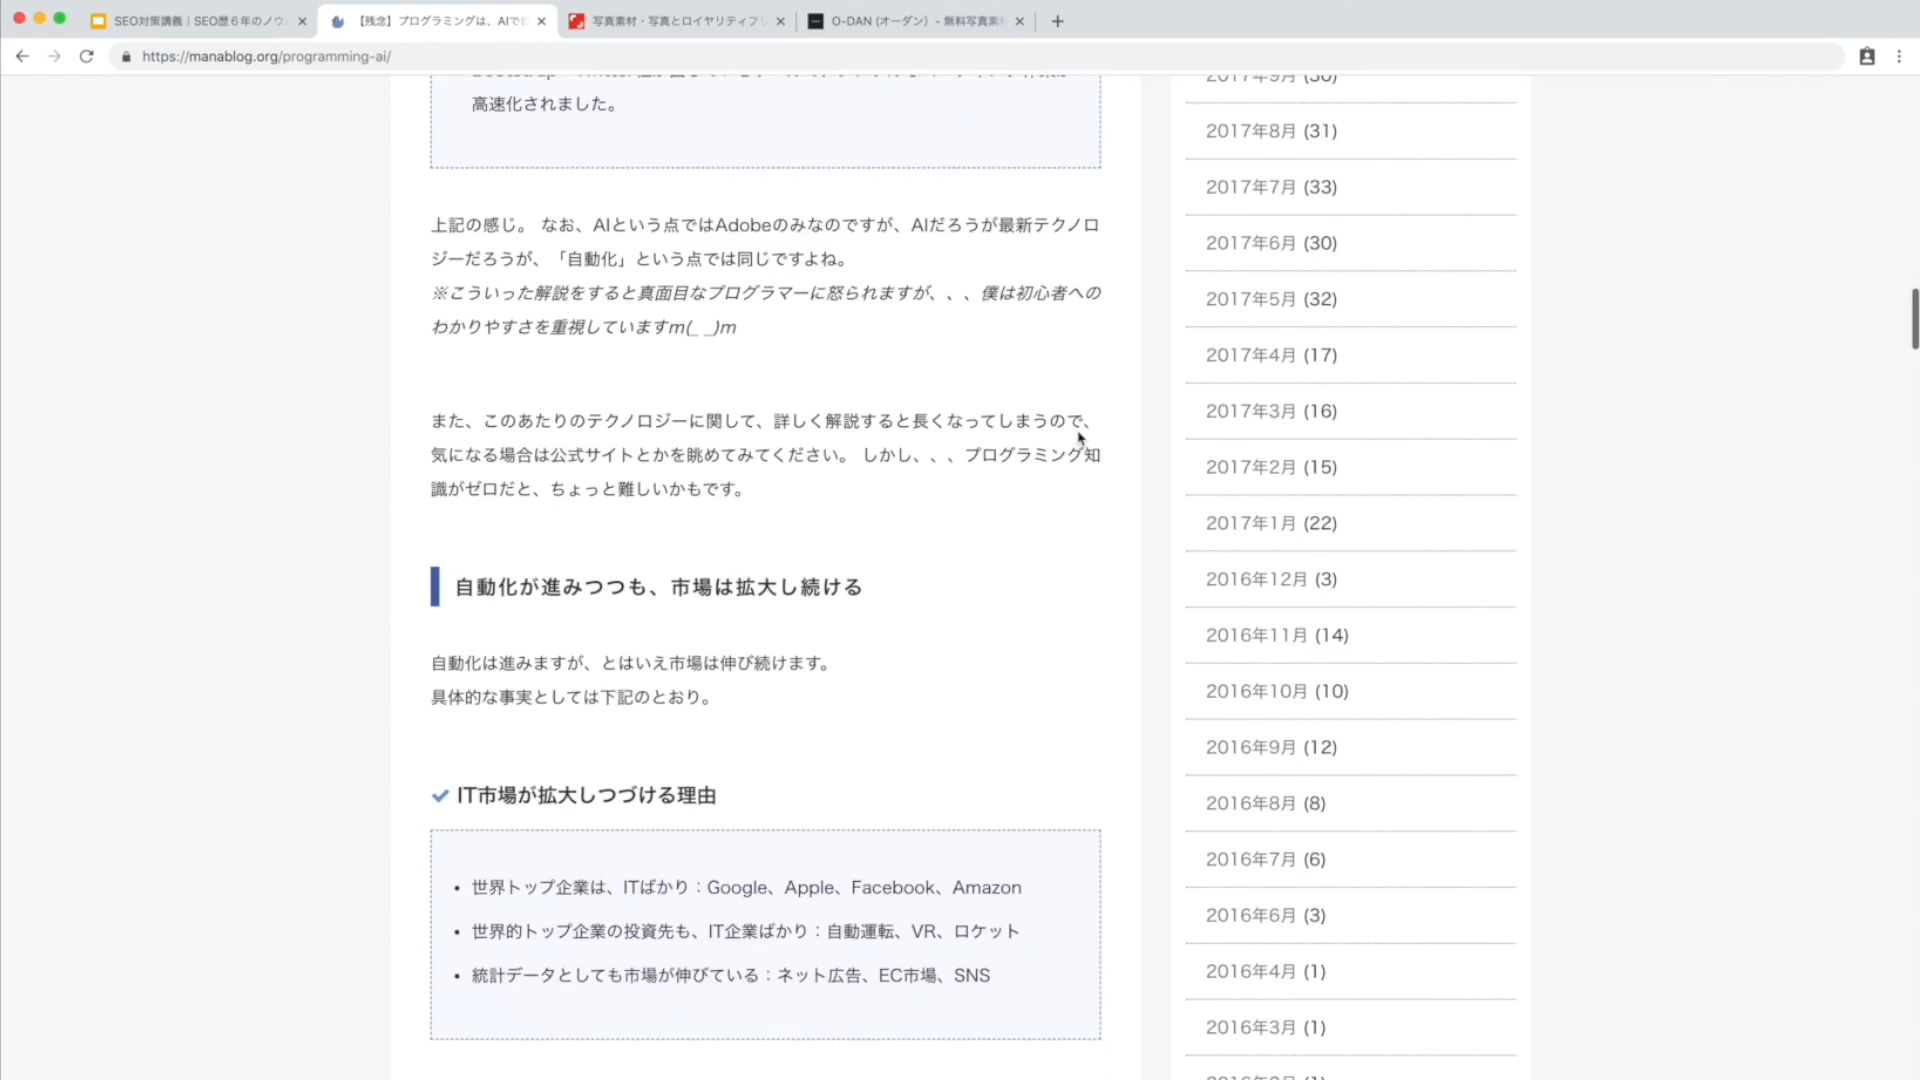 SEO対策講義｜SEO歴６年のノウ
【残念】プログラミングは、AIで自
写真素材・写真とロイヤリティフリ
O-DAN (オーダン) - 無料写真素材
https://manablog.org/programming-ai/
高速化されました。
上記の感じ。 なお、AIという点ではAdobeのみなのですが、AIだろうが最新テクノロ
ジーだろうが、「自動化」という点では同じですよね。
※こういった解説をすると真面目なプログラマーに怒られますが、、、僕は初心者への
わかりやすさを重視していますm(_ _)m
また、このあたりのテクノロジーに関して、詳しく解説すると長くなってしまうので、
気になる場合は公式サイトとかを眺めてみてください。 しかし、、、プログラミング知
識がゼロだと、ちょっと難しいかもです。
自動化が進みつつも、市場は拡大し続ける
自動化は進みますが、とはいえ市場は伸び続けます。
具体的な事実としては下記のとおり。
IT市場が拡大しつづける理由
• 世界トップ企業は、ITばかり：Google、Apple、Facebook、Amazon
• 世界的トップ企業の投資先も、IT企業ばかり：自動運転、VR、ロケット
• 統計データとしても市場が伸びている：ネット広告、EC市場、SNS
2017年9月 (30)
2017年8月 (31)
2017年7月 (33)
2017年6月 (30)
2017年5月 (32)
2017年4月 (17)
2017年3月 (16)
2017年2月 (15)
2017年1月 (22)
2016年12月 (3)
2016年11月 (14)
2016年10月 (10)
2016年9月 (12)
2016年8月 (8)
2016年7月 (6)
2016年6月 (3)
2016年4月 (1)
2016年3月 (1)